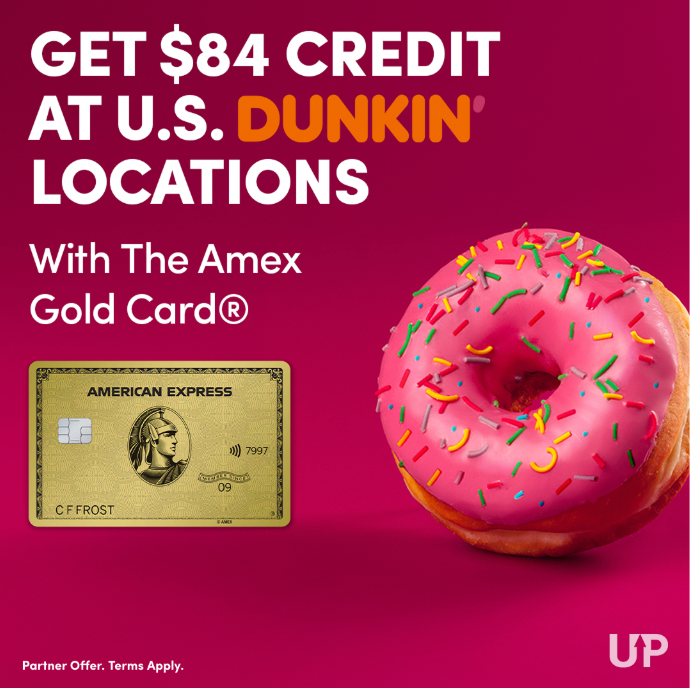 GET $84 CREDIT
AT U.S. DUNKIN'
LOCATIONS
With The Amex
Gold Card®
AMERICAN EXPRESS
7997
09
C F FROST
© AMEX
Partner Offer. Terms Apply.
UP